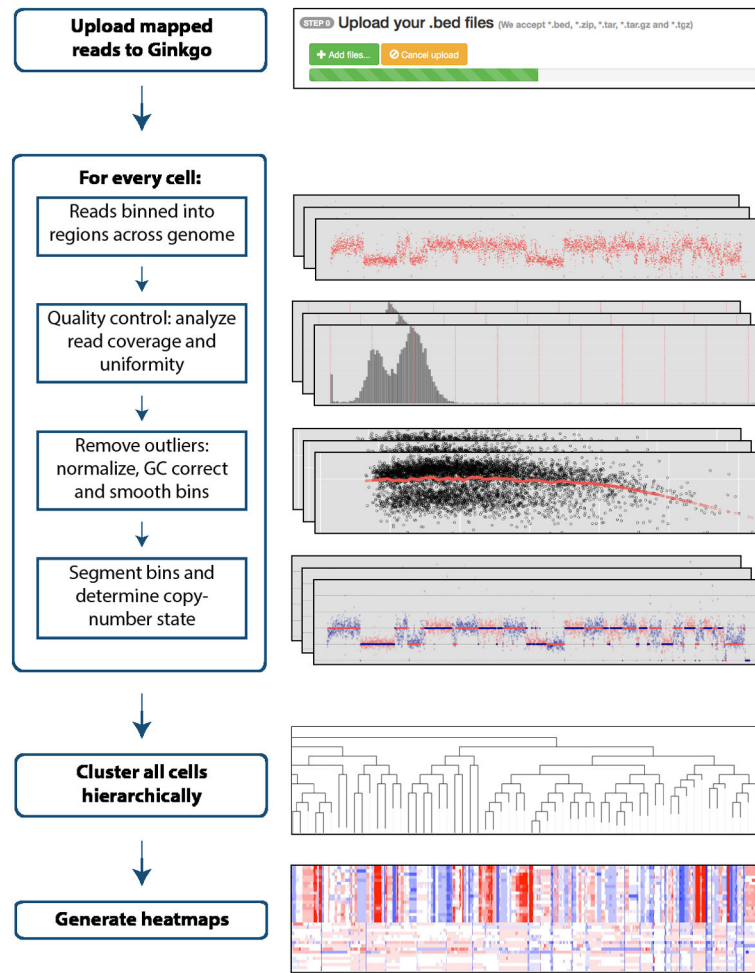 Upload mapped
reads to Ginkgo
STEP 0 Upload your .bed files (We accept *.bed, *.zip, *.tar, *.tar.gz and *.tgz)
+ Add files... Cancel upload
For every cell:
Reads binned into
regions across genome
Quality control: analyze
read coverage and
uniformity
Remove outliers:
normalize, GC correct
and smooth bins
Segment bins and
determine copy-
number state
Cluster all cells
hierarchically
Generate heatmaps